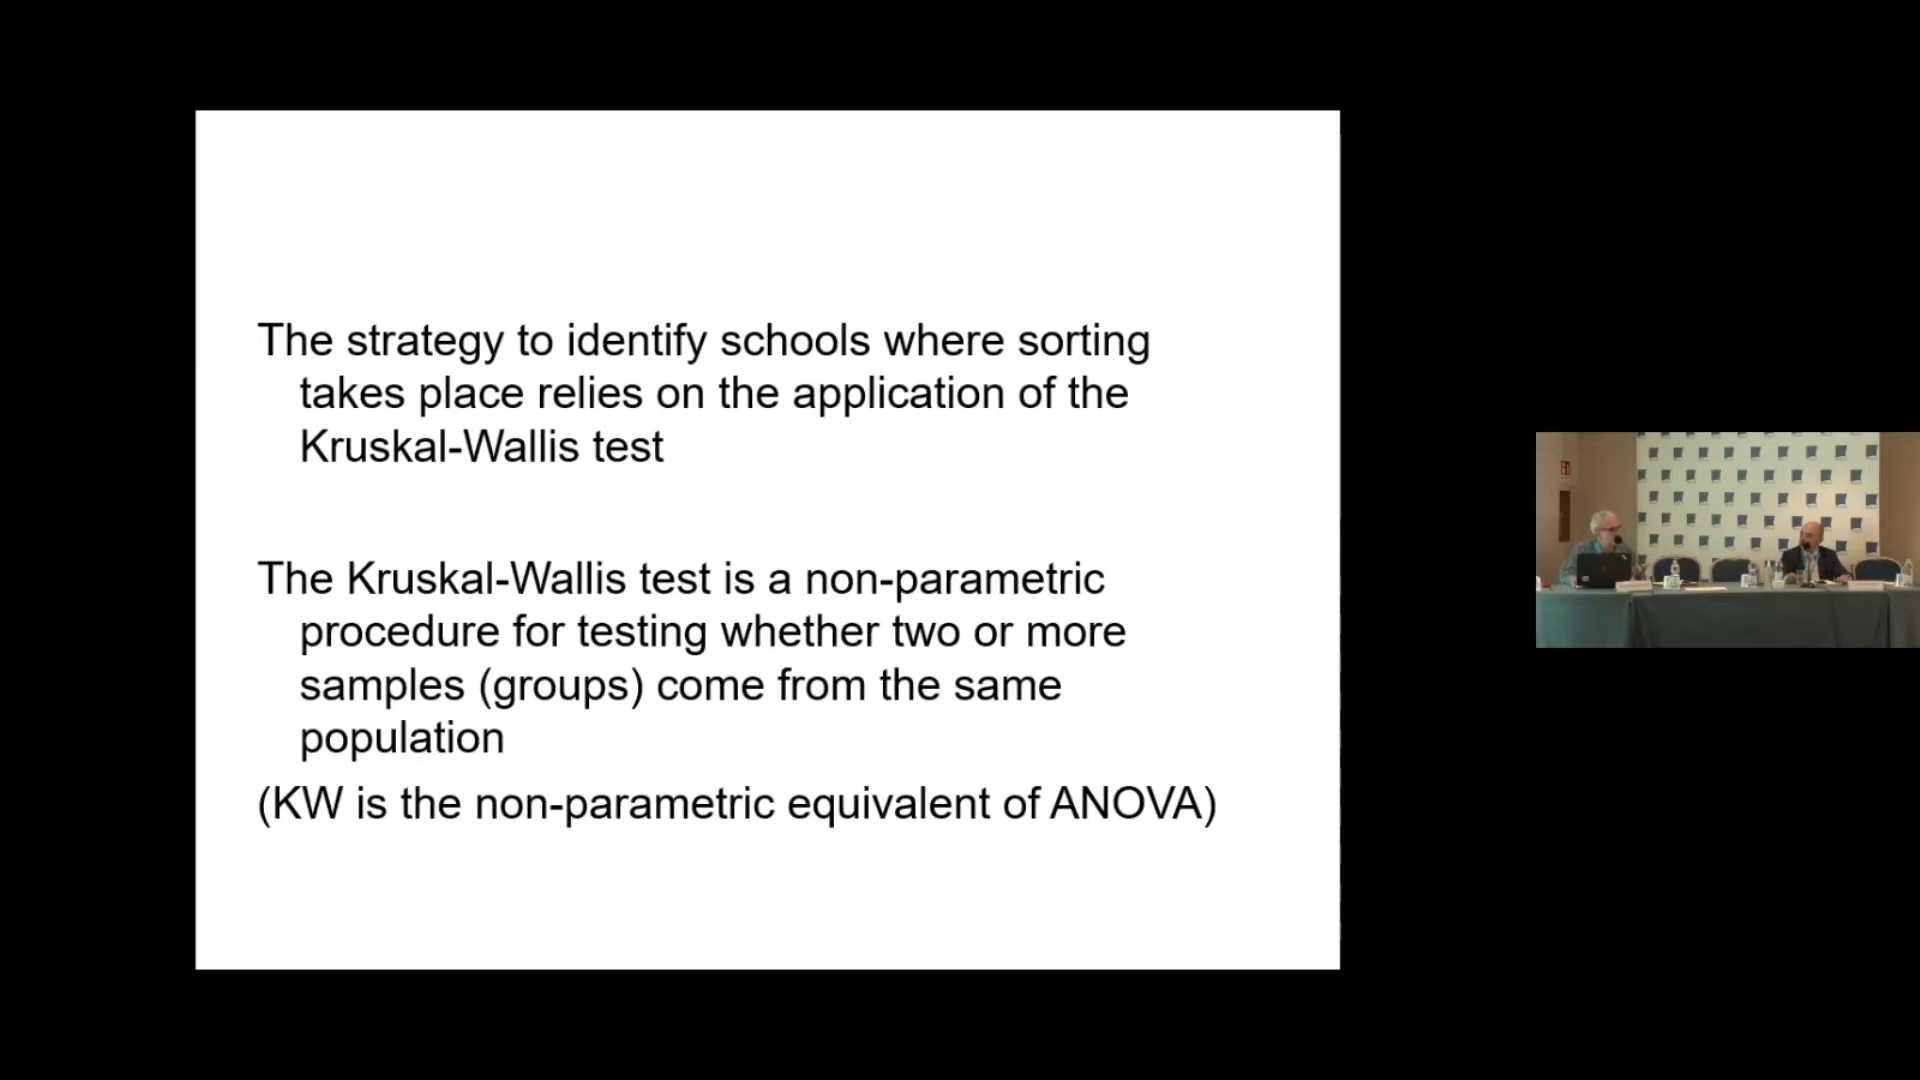 The strategy to identify schools where sorting
takes place relies on the application of the
Kruskal-Wallis test
The Kruskal-Wallis test is a non-parametric
procedure for testing whether two or more
samples (groups) come from the same
population
(KW is the non-parametric equivalent of ANOVA)